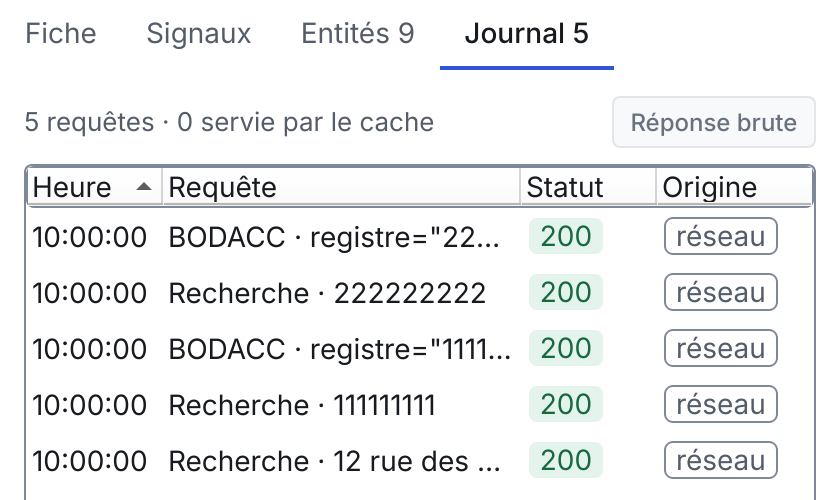 Fiche Signaux Entités 9 Journal 5
5 requêtes · 0 servie par le cache Réponse brute
Heure Requête Statut Origine
10:00:00 BODACC · registre="22... 200 réseau
10:00:00 Recherche · 222222222 200 réseau
10:00:00 BODACC · registre="1111... 200 réseau
10:00:00 Recherche · 111111111 200 réseau
10:00:00 Recherche · 12 rue des ... 200 réseau